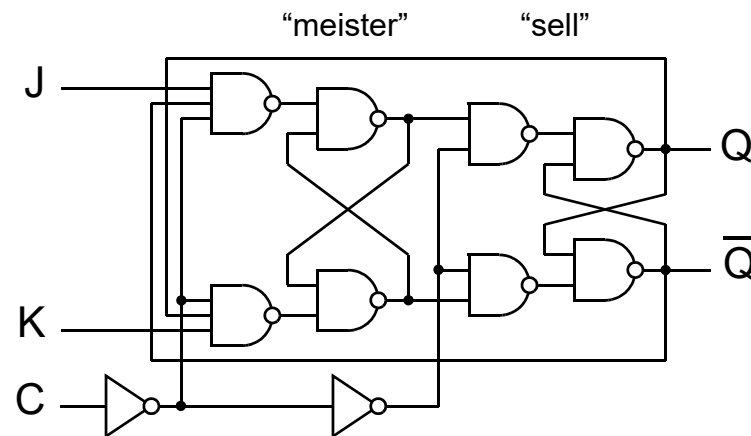 “meister” “sell”
J
Q
Q̅
K
C